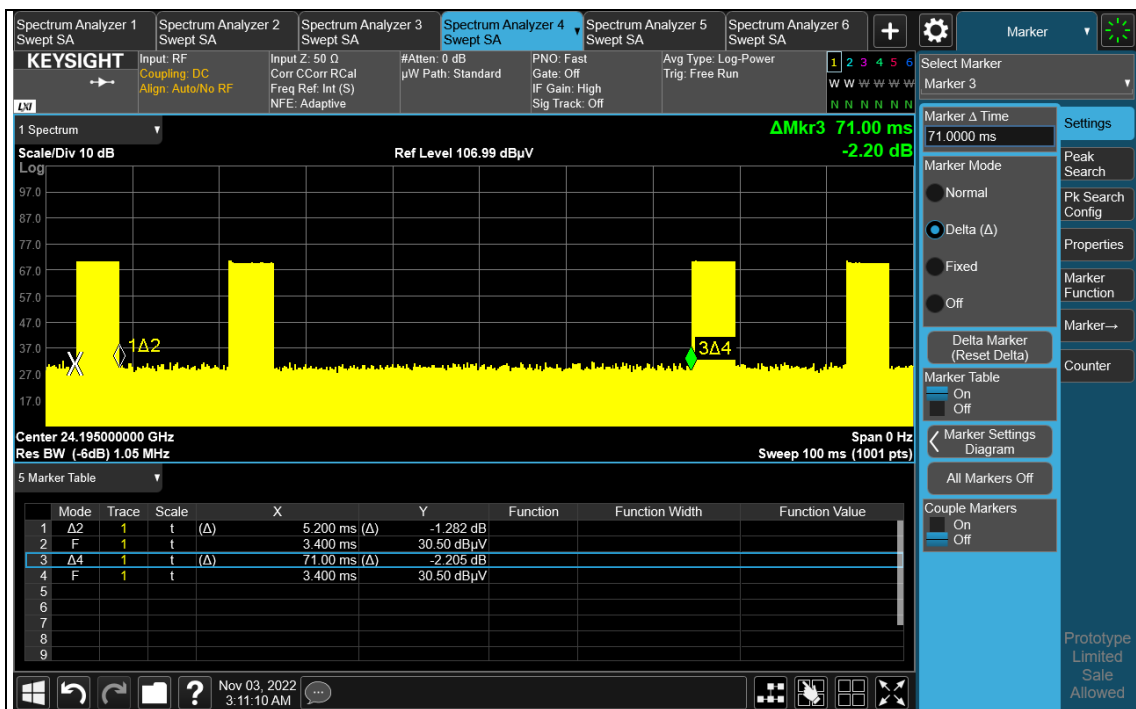 Spectrum Analyzer 1 Spectrum Analyzer 2 Spectrum Analyzer 3 Spectrum Analyzer 4 Spectrum Analyzer 5 Spectrum Analyzer 6 + Marker
Swept SA Swept SA Swept SA Swept SA Swept SA Swept SA
KEYSIGHT Input: RF Input Z: 50 Ω #Atten: 0 dB PNO: Fast Avg Type: Log-Power 1 2 3 4 5 6
Coupling: DC Corr CCorr RCal µW Path: Standard Gate: Off Trig: Free Run
Align: Auto/No RF Freq Ref: Int (S) IF Gain: High W W W W W W
LXI NFE: Adaptive Sig Track: Off N N N N N N
Select Marker
Marker 3
1 Spectrum
ΔMkr3 71.00 ms
-2.20 dB
Scale/Div 10 dB Ref Level 106.99 dBµV
Log
97.0
87.0
77.0
67.0
57.0
47.0
37.0
27.0
17.0
1Δ2
3Δ4
Center 24.195000000 GHz Span 0 Hz
Res BW (-6dB) 1.05 MHz Sweep 100 ms (1001 pts)
5 Marker Table
Mode Trace Scale X Y Function Function Width Function Value
1 Δ2 1 t (Δ) 5.200 ms (Δ) -1.282 dB
2 F 1 t 3.400 ms 30.50 dBµV
3 Δ4 1 t (Δ) 71.00 ms (Δ) -2.205 dB
4 F 1 t 3.400 ms 30.50 dBµV
5
6
7
8
9
? Nov 03, 2022
3:11:10 AM
Marker Δ Time
71.0000 ms
Marker Mode
Normal
Delta (Δ)
Fixed
Off
Delta Marker
(Reset Delta)
Marker Table
On
Off
Marker Settings
Diagram
All Markers Off
Couple Markers
On
Off
Settings
Peak
Search
Pk Search
Config
Properties
Marker
Function
Marker→
Counter
Prototype
Limited
Sale
Allowed